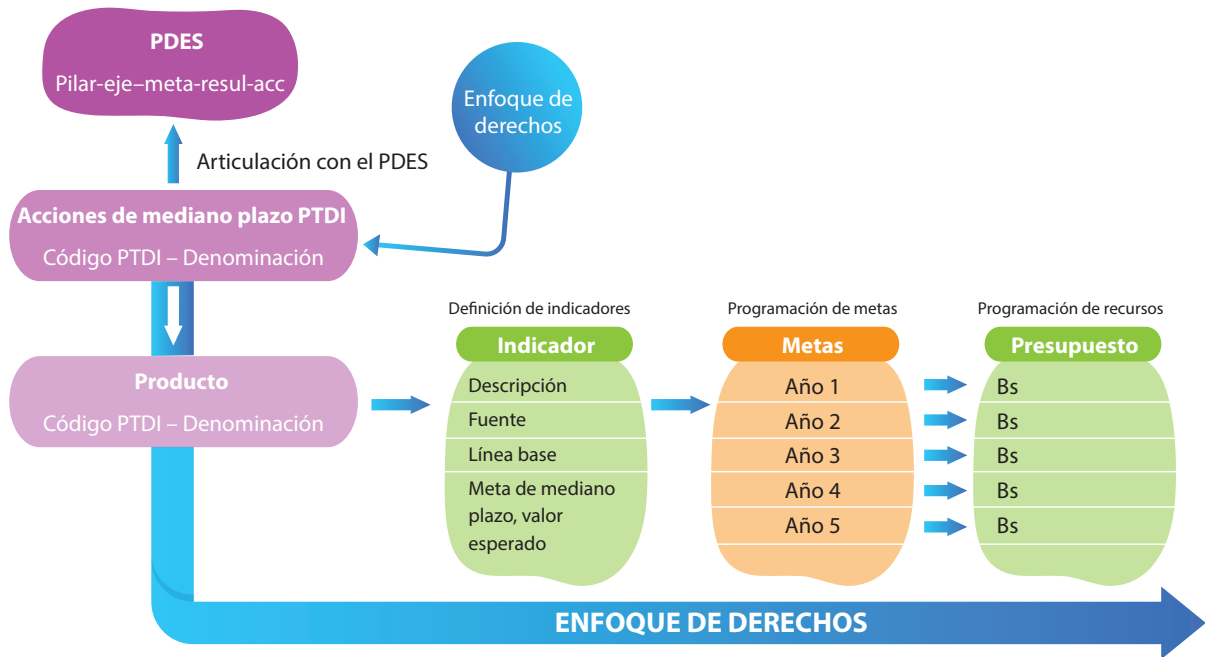 PDES
Pilar-eje–meta-resul-acc
Enfoque de
derechos
Articulación con el PDES
Acciones de mediano plazo PTDI
Código PTDI – Denominación
Producto
Código PTDI – Denominación
Definición de indicadores
Indicador
Descripción
Fuente
Línea base
Meta de mediano
plazo, valor
esperado
Programación de metas
Metas
Año 1
Año 2
Año 3
Año 4
Año 5
Programación de recursos
Presupuesto
Bs
Bs
Bs
Bs
Bs
ENFOQUE DE DERECHOS